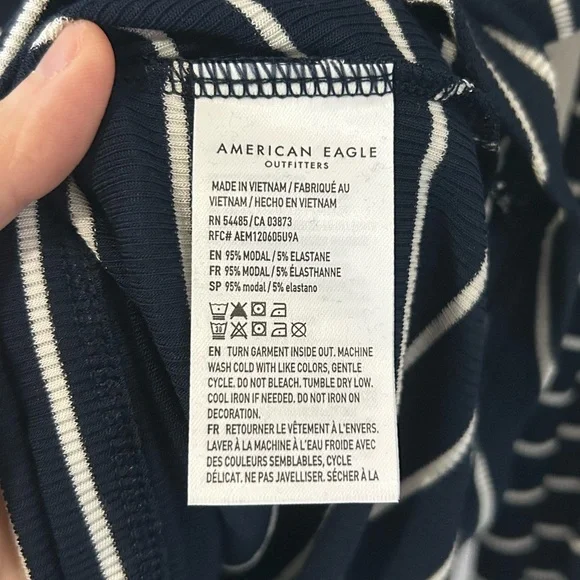 AMERICAN EAGLE
OUTFITTERS
MADE IN VIETNAM / FABRIQUÉ AU
VIETNAM / HECHO EN VIETNAM
RN 54485/CA 03873
RFC# AEM120605U9A
EN 95% MODAL / 5% ELASTANE
FR 95% MODAL / 5% ÉLASTHANNE
SP 95% modal / 5% elastano
30
EN TURN GARMENT INSIDE OUT. MACHINE
WASH COLD WITH LIKE COLORS, GENTLE
CYCLE. DO NOT BLEACH. TUMBLE DRY LOW.
COOL IRON IF NEEDED. DO NOT IRON ON
DECORATION.
FR RETOURNER LE VÊTEMENT À L'ENVERS.
LAVER À LA MACHINE À L'EAU FROIDE AVEC
DES COULEURS SEMBLABLES, CYCLE
DÉLICAT. NE PAS JAVELLISER. SÉCHER À LA